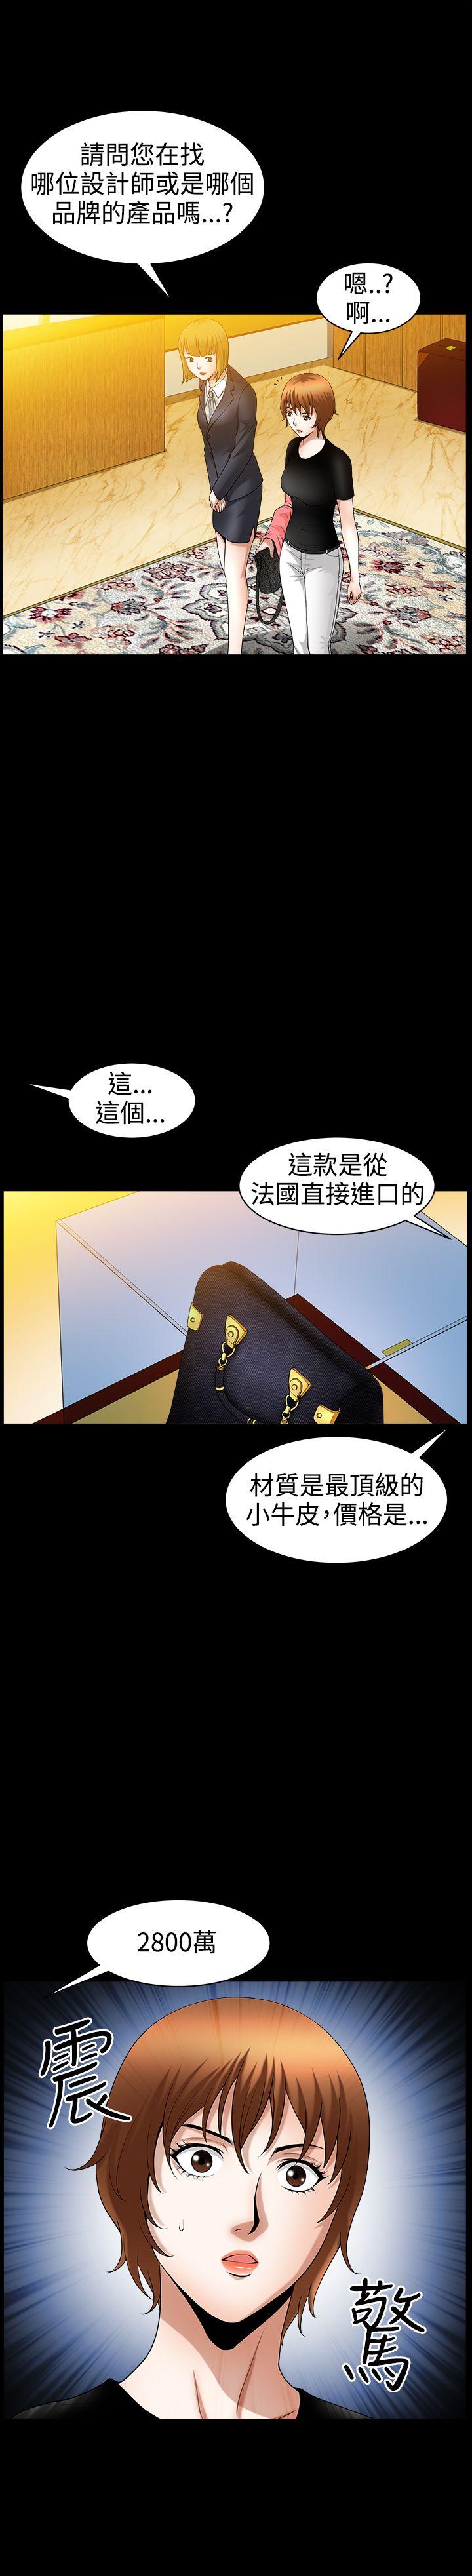 請問您在找
哪位設計師或是哪個
品牌的產品嗎...?
嗯..?
啊...
這...
這個...
這款是從
法國直接進口的
材質是最頂級的
小牛皮,價格是...
2800萬
震
驚